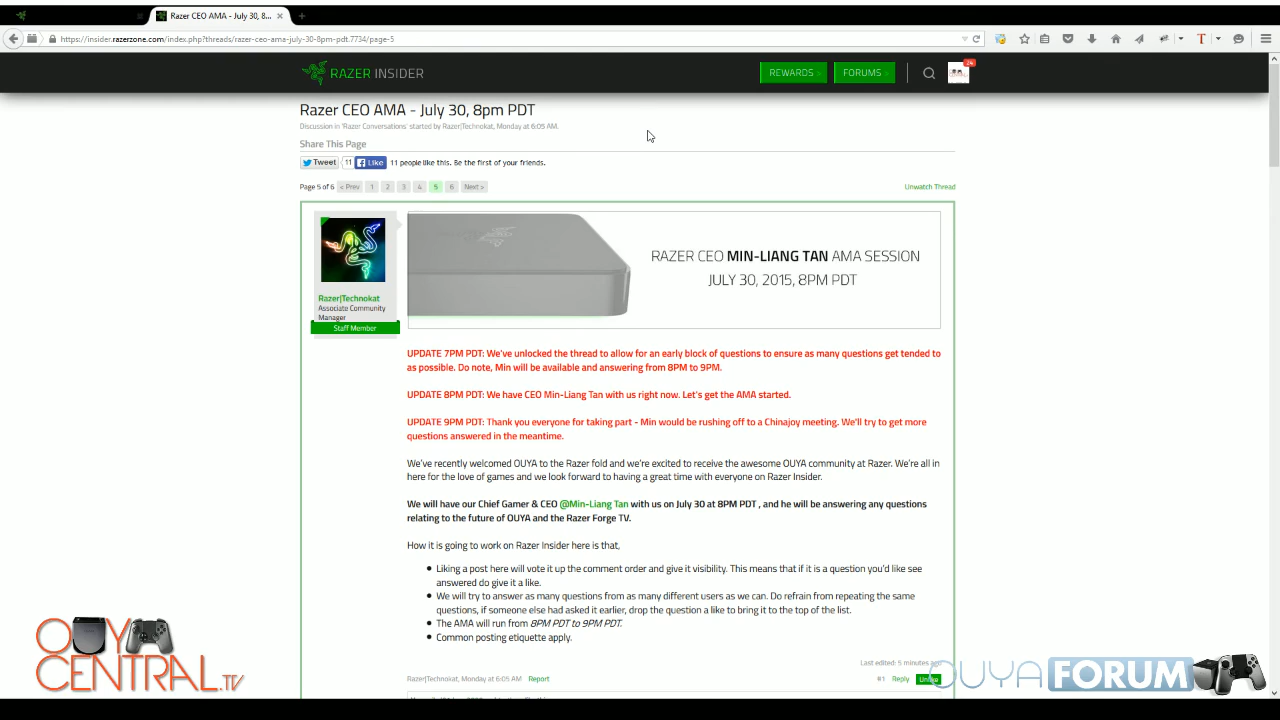 Razer CEO AMA - July 30, 8...
https://insider.razerzone.com/index.php?threads/razer-ceo-ama-july-30-8pm-pdt.7734/page-5
RAZER INSIDER
REWARDS
FORUMS
24
Razer CEO AMA - July 30, 8pm PDT
Discussion in 'Razer Conversations' started by Razer|Technokat, Monday at 6:05 AM.
Share This Page
Tweet 11 Like 11 people like this. Be the first of your friends.
Page 5 of 6 < Prev 1 2 3 4 5 6 Next >
Unwatch Thread
RAZER CEO MIN-LIANG TAN AMA SESSION
JULY 30, 2015, 8PM PDT
Razer|Technokat
Associate Community
Manager
Staff Member
UPDATE 7PM PDT: We've unlocked the thread to allow for an early block of questions to ensure as many questions get tended to
as possible. Do note, Min will be available and answering from 8PM to 9PM.
UPDATE 8PM PDT: We have CEO Min-Liang Tan with us right now. Let's get the AMA started.
UPDATE 9PM PDT: Thank you everyone for taking part - Min would be rushing off to a Chinajoy meeting. We'll try to get more
questions answered in the meantime.
We've recently welcomed OUYA to the Razer fold and we're excited to receive the awesome OUYA community at Razer. We're all in
here for the love of games and we look forward to having a great time with everyone on Razer Insider.
We will have our Chief Gamer & CEO @Min-Liang Tan with us on July 30 at 8PM PDT , and he will be answering any questions
relating to the future of OUYA and the Razer Forge TV.
How it is going to work on Razer Insider here is that,
Liking a post here will vote it up the comment order and give it visibility. This means that if it is a question you'd like see
answered do give it a like.
We will try to answer as many questions from as many different users as we can. Do refrain from repeating the same
questions, if someone else had asked it earlier, drop the question a like to bring it to the top of the list.
The AMA will run from 8PM PDT to 9PM PDT.
Common posting etiquette apply.
Last edited: 5 minutes ago
Razer|Technokat, Monday at 6:05 AM Report
#1 Reply Unlike
OUYA
CENTRAL.TV
OUYAFORUM